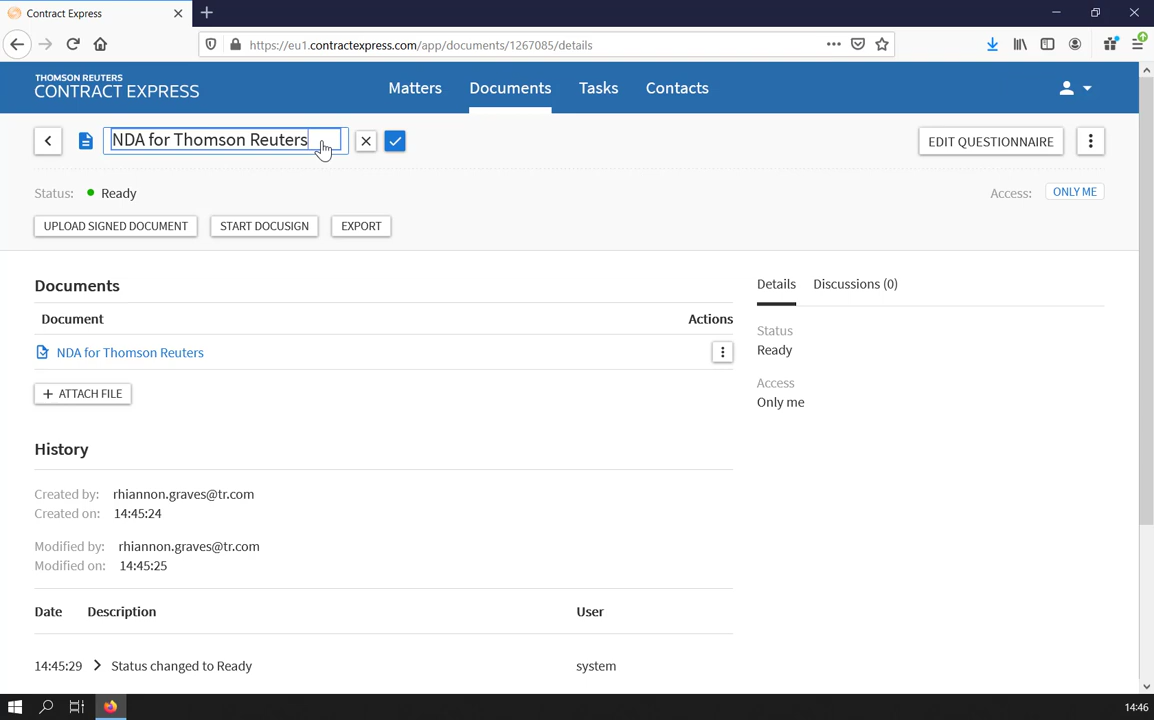 Contract Express
https://eu1.contractexpress.com/app/documents/1267085/details
THOMSON REUTERS
CONTRACT EXPRESS
Matters
Documents
Tasks
Contacts
NDA for Thomson Reuters
EDIT QUESTIONNAIRE
Status: Ready
Access: ONLY ME
UPLOAD SIGNED DOCUMENT
START DOCUSIGN
EXPORT
Documents
Document
Actions
NDA for Thomson Reuters
+ ATTACH FILE
Details
Discussions (0)
Status
Ready
Access
Only me
History
Created by: rhiannon.graves@tr.com
Created on: 14:45:24
Modified by: rhiannon.graves@tr.com
Modified on: 14:45:25
Date Description User
14:45:29 Status changed to Ready system
14:46